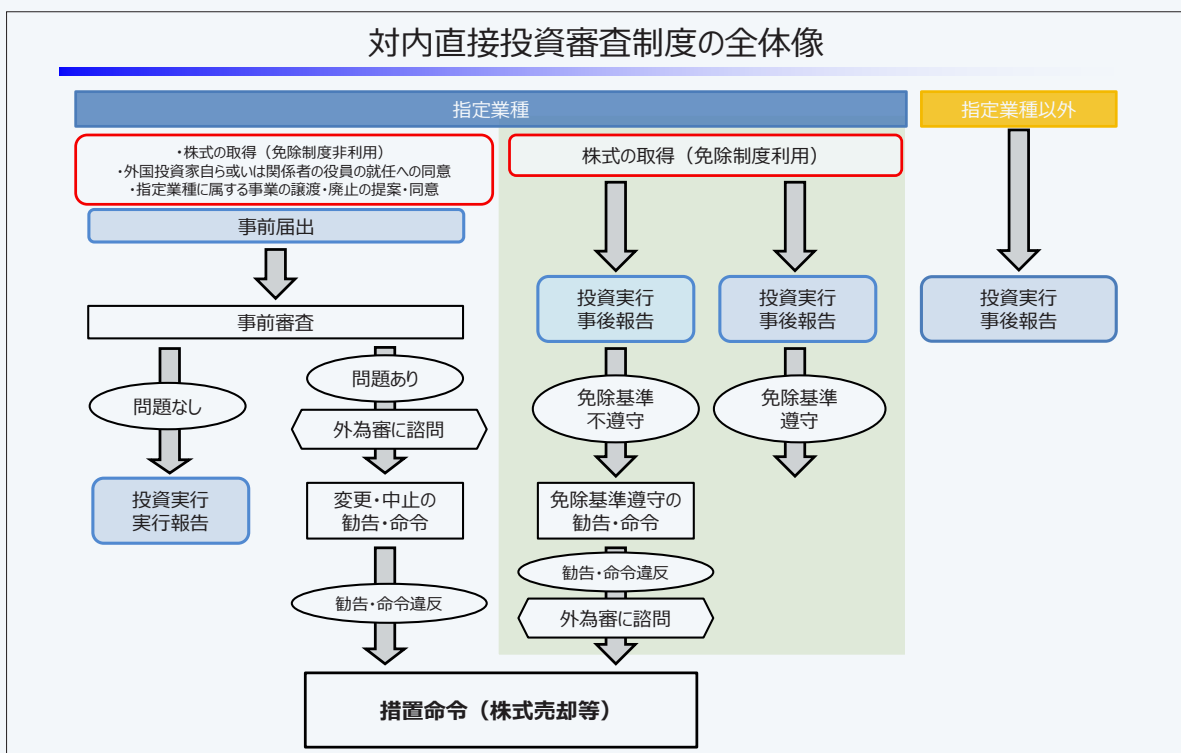 対内直接投資審査制度の全体像
指定業種
指定業種以外
・株式の取得（免除制度非利用）
・外国投資家自ら或いは関係者の役員の就任への同意
・指定業種に属する事業の譲渡・廃止の提案・同意
株式の取得（免除制度利用）
事前届出
投資実行
事後報告
投資実行
事後報告
投資実行
事後報告
事前審査
問題なし
問題あり
外為審に諮問
免除基準
不遵守
免除基準
遵守
投資実行
実行報告
変更・中止の
勧告・命令
免除基準遵守の
勧告・命令
勧告・命令違反
勧告・命令違反
外為審に諮問
措置命令（株式売却等）